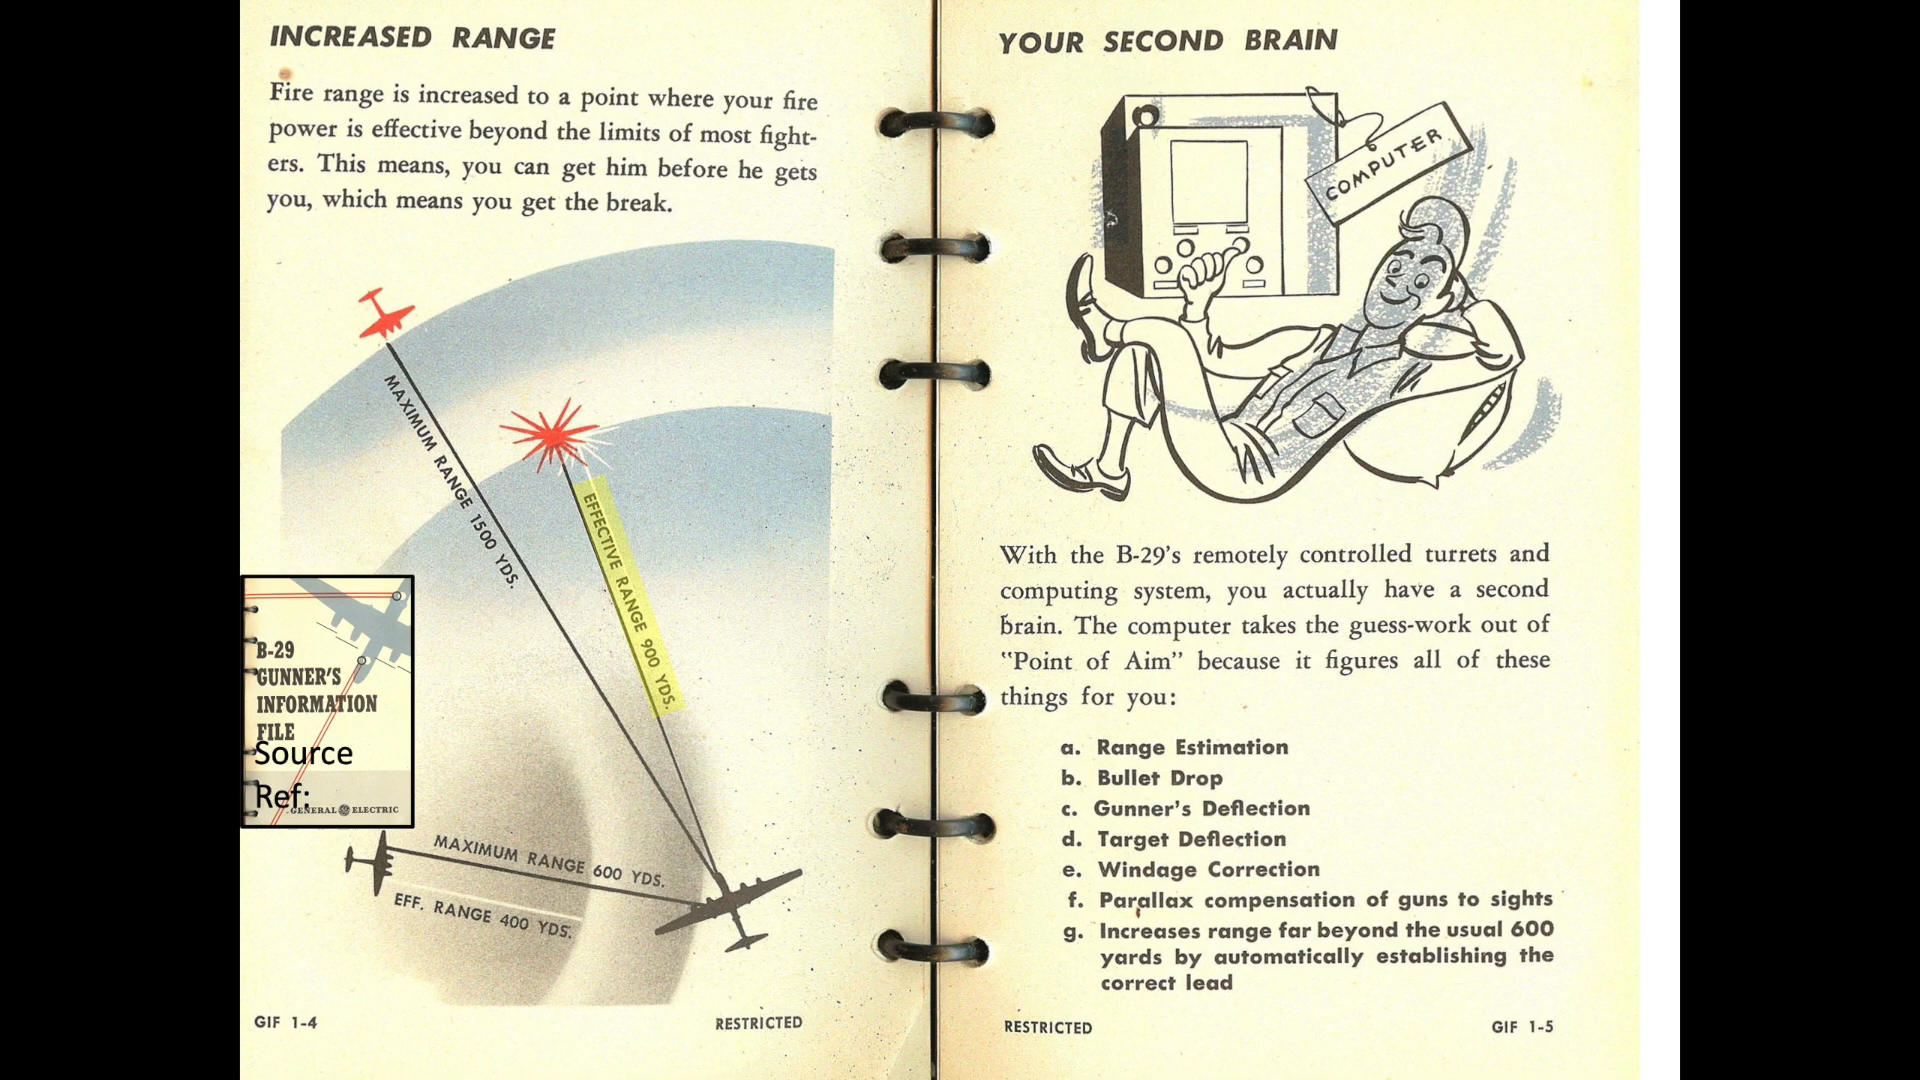 INCREASED RANGE
Fire range is increased to a point where your fire
power is effective beyond the limits of most fight-
ers. This means, you can get him before he gets
you, which means you get the break.
MAXIMUM RANGE 1500 YDS.
EFFECTIVE RANGE 900 YDS.
B-29
GUNNER'S
INFORMATION
FILE
Source
Ref:
GENERAL ELECTRIC
MAXIMUM RANGE 600 YDS.
EFF. RANGE 400 YDS.
GIF 1-4
RESTRICTED
YOUR SECOND BRAIN
COMPUTER
With the B-29's remotely controlled turrets and
computing system, you actually have a second
brain. The computer takes the guess-work out of
"Point of Aim" because it figures all of these
things for you:
a. Range Estimation
b. Bullet Drop
c. Gunner's Deflection
d. Target Deflection
e. Windage Correction
f. Parallax compensation of guns to sights
g. Increases range far beyond the usual 600
yards by automatically establishing the
correct lead
RESTRICTED
GIF 1-5